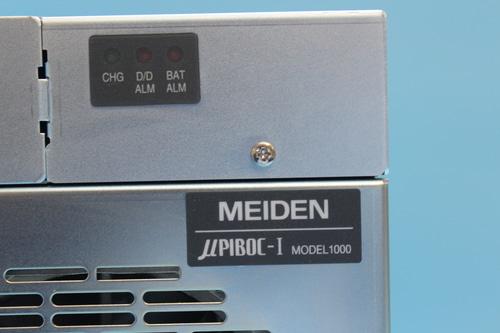 CHG D/D BAT
ALM ALM
MEIDEN
μPIBOC-I MODEL1000